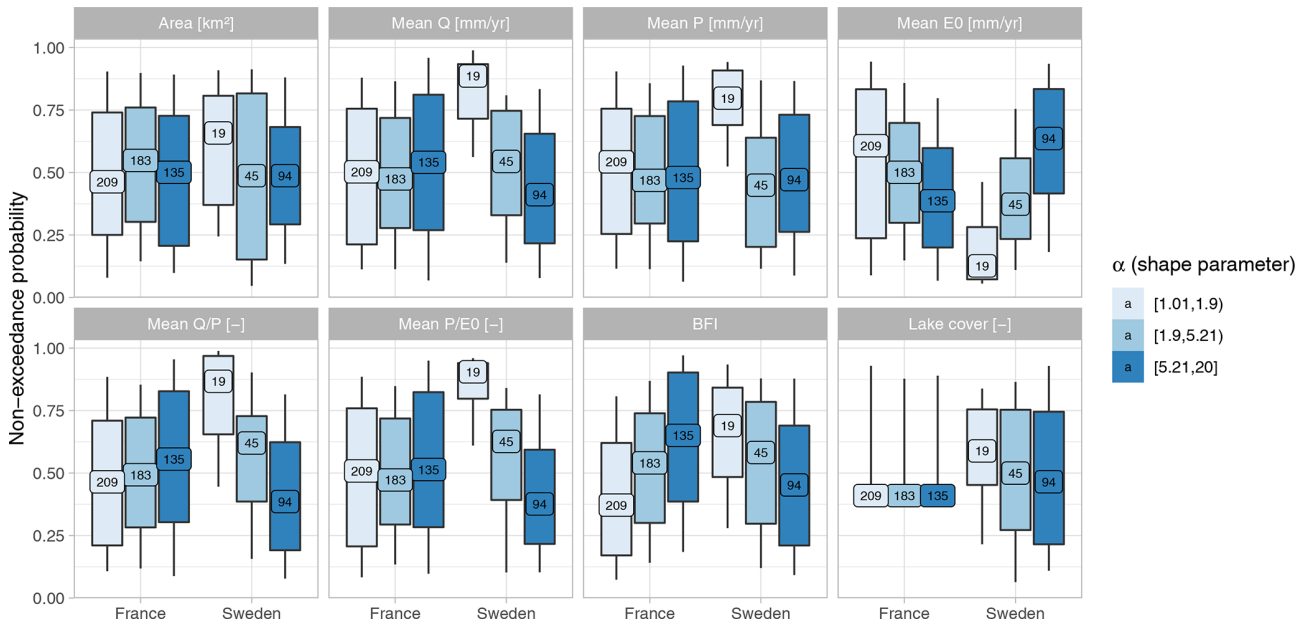 Area [km²]
Mean Q [mm/yr]
Mean P [mm/yr]
Mean E0 [mm/yr]
Non−exceedance probability
1.00
0.75
0.50
0.25
0.00
209
183
135
19
45
94
209
183
135
19
45
94
209
183
135
19
45
94
209
183
135
19
45
94
Mean Q/P [−]
Mean P/E0 [−]
BFI
Lake cover [−]
1.00
0.75
0.50
0.25
0.00
209
183
135
19
45
94
209
183
135
19
45
94
209
183
135
19
45
94
209
183
135
19
45
94
France
Sweden
France
Sweden
France
Sweden
France
Sweden
α (shape parameter)
a [1.01,1.9)
a [1.9,5.21)
a [5.21,20]